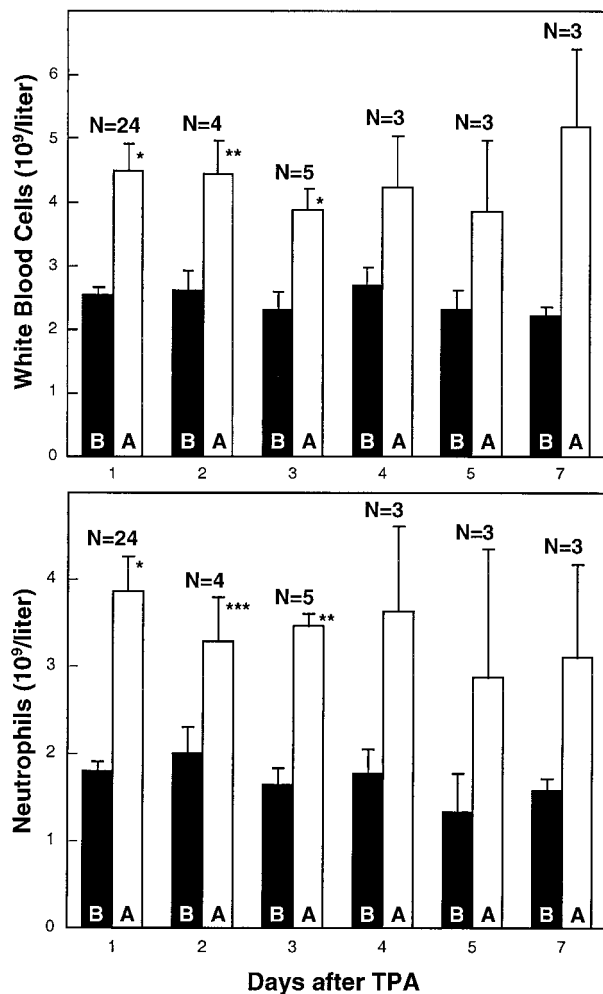 White Blood Cells (10⁹/liter)
6
5
4
3
2
1
0
N=24
N=4
N=5
N=3
N=3
N=3
*
**
*
B A B A B A B A B A B A
1 2 3 4 5 7
Neutrophils (10⁹/liter)
4
3
2
1
0
N=24
N=4
N=5
N=3
N=3
N=3
*
***
**
B A B A B A B A B A B A
1 2 3 4 5 7
Days after TPA